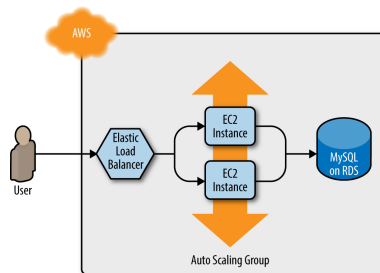 AWS
User
Elastic
Load
Balancer
EC2
Instance
EC2
Instance
MySQL
on RDS
Auto Scaling Group